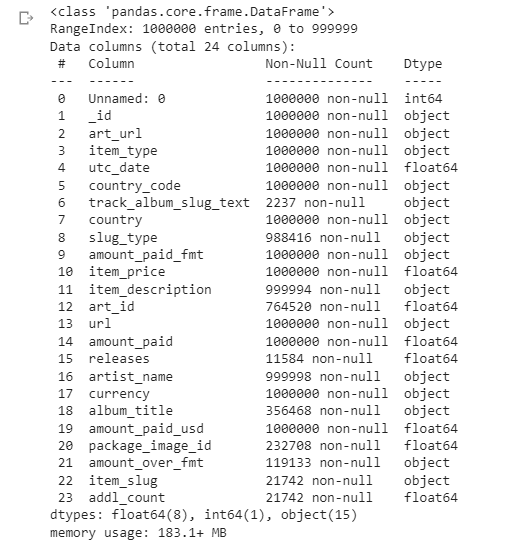 <class 'pandas.core.frame.DataFrame'>
RangeIndex: 1000000 entries, 0 to 999999
Data columns (total 24 columns):
 #   Column                 Non-Null Count    Dtype
---  ------                 --------------    -----
 0   Unnamed: 0             1000000 non-null  int64
 1   _id                    1000000 non-null  object
 2   art_url                1000000 non-null  object
 3   item_type              1000000 non-null  object
 4   utc_date               1000000 non-null  float64
 5   country_code           1000000 non-null  object
 6   track_album_slug_text  2237 non-null     object
 7   country                1000000 non-null  object
 8   slug_type              988416 non-null   object
 9   amount_paid_fmt        1000000 non-null  object
 10  item_price             1000000 non-null  float64
 11  item_description       999994 non-null   object
 12  art_id                 764520 non-null   float64
 13  url                    1000000 non-null  object
 14  amount_paid            1000000 non-null  float64
 15  releases               11584 non-null    float64
 16  artist_name            999998 non-null   object
 17  currency               1000000 non-null  object
 18  album_title            356468 non-null   object
 19  amount_paid_usd        1000000 non-null  float64
 20  package_image_id       232708 non-null   float64
 21  amount_over_fmt        119133 non-null   object
 22  item_slug              21742 non-null    object
 23  addl_count             21742 non-null    float64
dtypes: float64(8), int64(1), object(15)
memory usage: 183.1+ MB